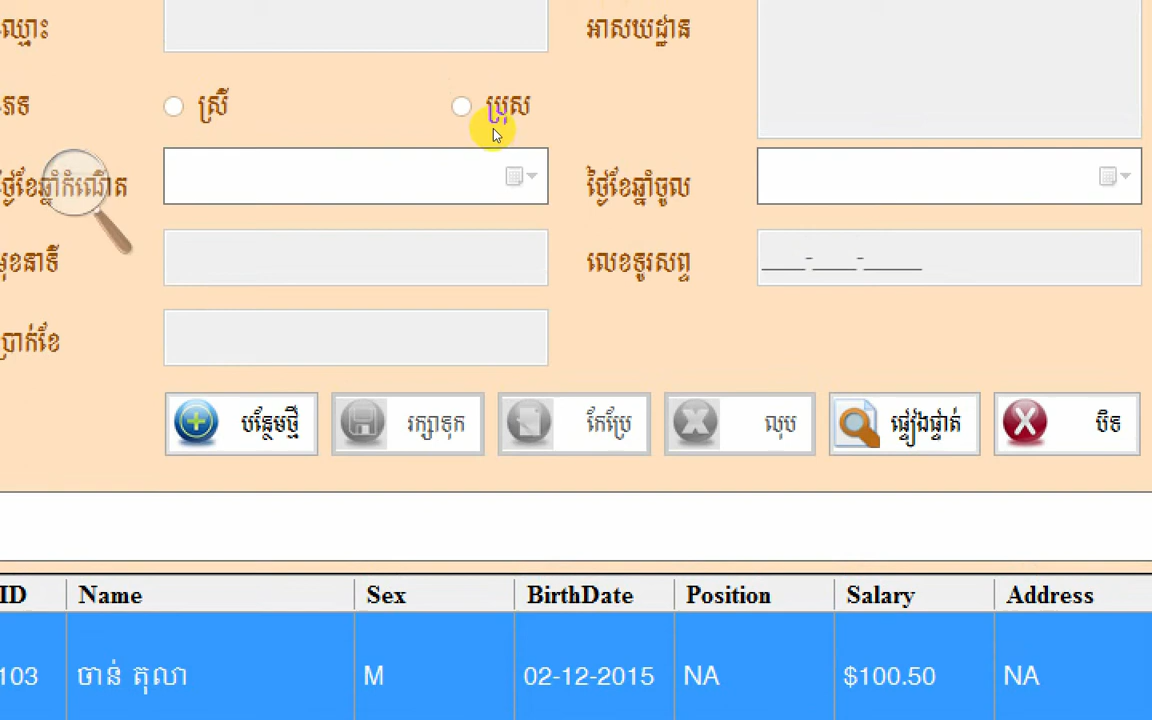 ឈ្មោះ អាសយដ្ឋាន
ភេទ ស្រី ប្រុស
ថ្ងៃខែឆ្នាំកំណើត ថ្ងៃខែឆ្នាំចូល
មុខនាទី លេខទូរសព្ទ ___-___-____
ប្រាក់ខែ
បន្ថែមថ្មី រក្សាទុក កែប្រែ លុប ផ្ទៀងផ្ទាត់ បិទ
ID Name Sex BirthDate Position Salary Address
103 ចាន់ តុលា M 02-12-2015 NA $100.50 NA